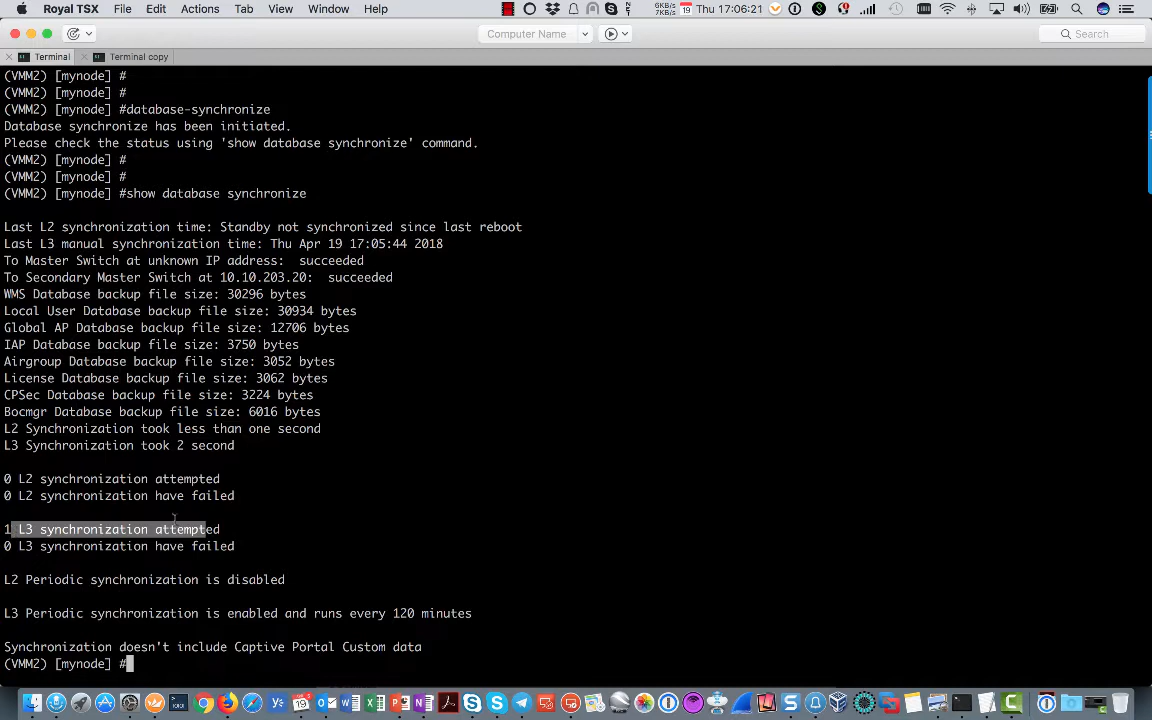 Royal TSX File Edit Actions View Tab View Window Help 6KB/s 7KB/s 19 Thu 17:06:21
Computer Name Search
Terminal Terminal copy
(VMM2) [mynode] #
(VMM2) [mynode] #
(VMM2) [mynode] #database-synchronize
Database synchronize has been initiated.
Please check the status using 'show database synchronize' command.
(VMM2) [mynode] #
(VMM2) [mynode] #
(VMM2) [mynode] #show database synchronize
Last L2 synchronization time: Standby not synchronized since last reboot
Last L3 manual synchronization time: Thu Apr 19 17:05:44 2018
To Master Switch at unknown IP address:  succeeded
To Secondary Master Switch at 10.10.203.20:  succeeded
WMS Database backup file size: 30296 bytes
Local User Database backup file size: 30934 bytes
Global AP Database backup file size: 12706 bytes
IAP Database backup file size: 3750 bytes
Airgroup Database backup file size: 3052 bytes
License Database backup file size: 3062 bytes
CPSec Database backup file size: 3224 bytes
Bocmgr Database backup file size: 6016 bytes
L2 Synchronization took less than one second
L3 Synchronization took 2 second
0 L2 synchronization attempted
0 L2 synchronization have failed
1 L3 synchronization attempted
0 L3 synchronization have failed
L2 Periodic synchronization is disabled
L3 Periodic synchronization is enabled and runs every 120 minutes
Synchronization doesn't include Captive Portal Custom data
(VMM2) [mynode] #